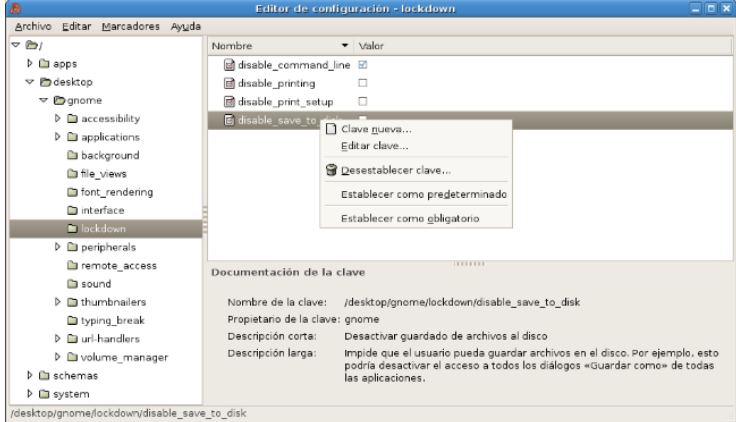 Editor de configuración - lockdown
Archivo Editar Marcadores Ayuda
/
apps
desktop
gnome
accessibility
applications
background
file_views
font_rendering
interface
lockdown
peripherals
remote_access
sound
thumbnailers
typing_break
url-handlers
volume_manager
schemas
system
Nombre Valor
disable_command_line
disable_printing
disable_print_setup
disable_save_to_
Clave nueva...
Editar clave...
Desestablecer clave...
Establecer como predeterminado
Establecer como obligatorio
Documentación de la clave
Nombre de la clave: /desktop/gnome/lockdown/disable_save_to_disk
Propietario de la clave: gnome
Descripción corta: Desactivar guardado de archivos al disco
Descripción larga: Impide que el usuario pueda guardar archivos en el disco. Por ejemplo, esto
podría desactivar el acceso a todos los diálogos «Guardar como» de todas
las aplicaciones.
/desktop/gnome/lockdown/disable_save_to_disk